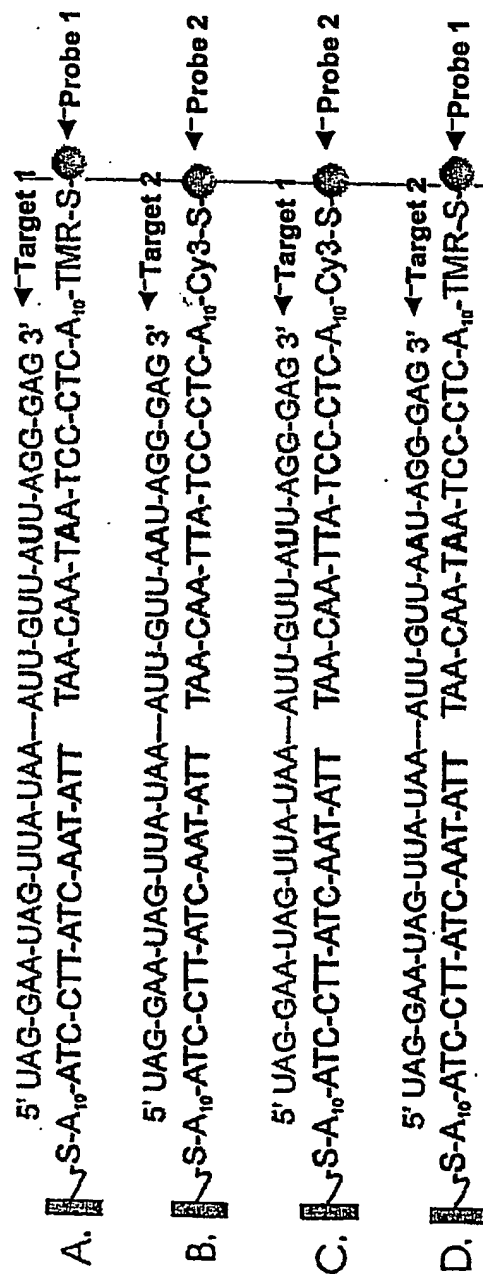 5' UAG-GAA-UAG-UUA-UAA—AUU-GUU-AUU-AGG-GAG 3' Target 1
A. S-A10-ATC-CTT-ATC-AAT-ATT TAA-CAA-TAA-TCC-CTC-A10-TMR-S- Probe 1
5' UAG-GAA-UAG-UUA-UAA—AUU-GUU-AAU-AGG-GAG 3' Target 2
B. S-A10-ATC-CTT-ATC-AAT-ATT TAA-CAA-TTA-TCC-CTC-A10-Cy3-S- Probe 2
5' UAG-GAA-UAG-UUA-UAA—AUU-GUU-AUU-AGG-GAG 3' Target 1
C. S-A10-ATC-CTT-ATC-AAT-ATT TAA-CAA-TTA-TCC-CTC-A10-Cy3-S- Probe 2
5' UAG-GAA-UAG-UUA-UAA—AUU-GUU-AAU-AGG-GAG 3' Target 2
D. S-A10-ATC-CTT-ATC-AAT-ATT TAA-CAA-TAA-TCC-CTC-A10-TMR-S- Probe 1